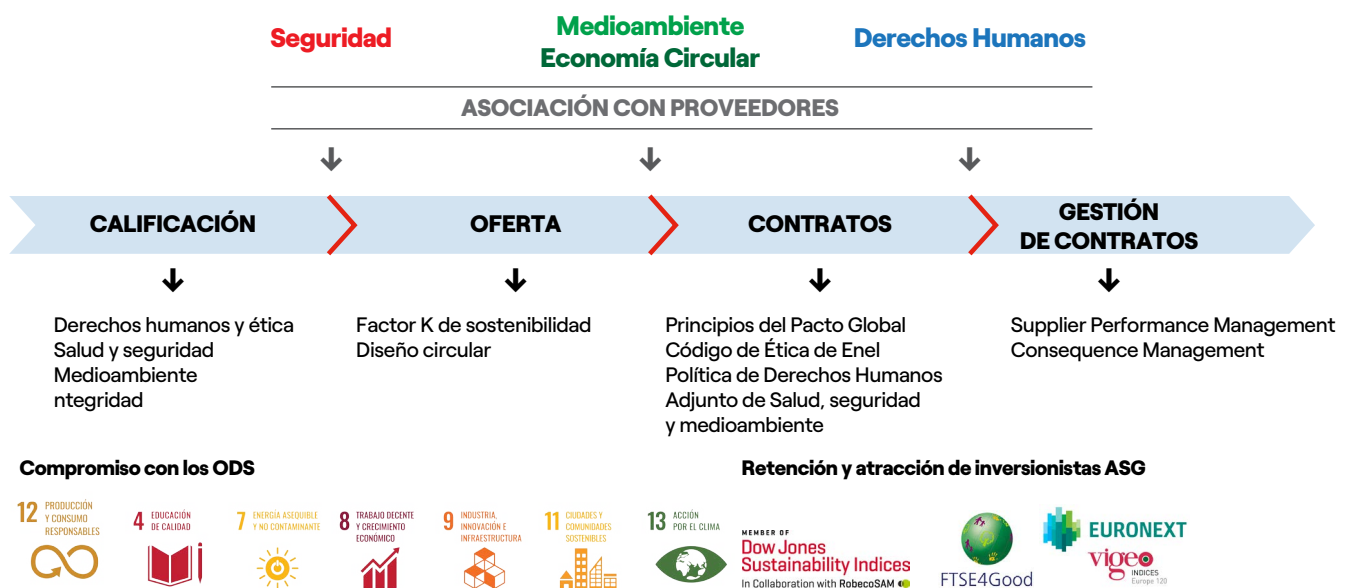 Seguridad
Medioambiente
Economía Circular
Derechos Humanos
ASOCIACIÓN CON PROVEEDORES
CALIFICACIÓN
OFERTA
CONTRATOS
GESTIÓN
DE CONTRATOS
Derechos humanos y ética
Salud y seguridad
Medioambiente
ntegridad
Factor K de sostenibilidad
Diseño circular
Principios del Pacto Global
Código de Ética de Enel
Política de Derechos Humanos
Adjunto de Salud, seguridad
y medioambiente
Supplier Performance Management
Consequence Management
Compromiso con los ODS
12 PRODUCCIÓN
Y CONSUMO
RESPONSABLES
4 EDUCACIÓN
DE CALIDAD
7 ENERGÍA ASEQUIBLE
Y NO CONTAMINANTE
8 TRABAJO DECENTE
Y CRECIMIENTO
ECONÓMICO
9 INDUSTRIA,
INNOVACIÓN E
INFRAESTRUCTURA
11 CIUDADES Y
COMUNIDADES
SOSTENIBLES
13 ACCIÓN
POR EL CLIMA
Retención y atracción de inversionistas ASG
MEMBER OF
Dow Jones
Sustainability Indices
In Collaboration with RobecoSAM
FTSE4Good
EURONEXT
vigeo
INDICES
Europe 120